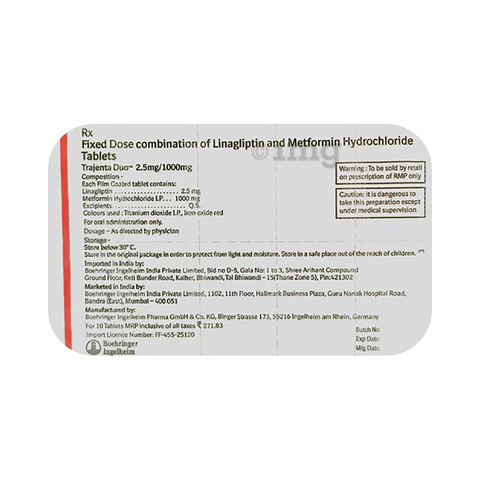 Rx
Fixed Dose combination of Linagliptin and Metformin Hydrochloride
Tablets
1mg
Trajenta Duo™ 2.5mg/1000mg
Composition -
Each Film Coated tablet contains:
Linagliptin ........................ 2.5 mg
Metformin Hydrochloride I.P. . . 1000 mg
Excipients ........................ Q.S.
Colours used : Titanium dioxide I.P., Iron oxide red
For oral administration only.
Dosage – As directed by physician
Warning : To be sold by retail
on prescription of RMP only
Caution: it is dangerous to
take this preparation except
under medical supervision
Storage-
Store below 30° C.
Store in the original package in order to protect from light and moisture. Store in a safe place out of the reach of children.
Imported in India by:
Boehringer Ingelheim India Private Limited, Bld no D-5, Gala No: 1 to 3, Shree Arihant Compound
Ground Floor, Reti Bunder Road, Kalher, Bhiwandi, Tal Bhiwandi - 15(Thane Zone 5), Pin:421302
Marketed in India by:
Boehringer Ingelheim India Private Limited, 1102, 11th Floor, Hallmark Business Plaza, Guru Nanak Hospital Road,
Bandra (East), Mumbai – 400 051
Manufactured by:
Boehringer Ingelheim Pharma GmbH & Co. KG, Binger Strasse 173, 55216 Ingelheim am Rhein, Germany
For 10 Tablets MRP inclusive of all taxes ₹ 271.83
Import Licence Number: FF-455-25120
Boehringer
Ingelheim
Batch No:
Exp Date:
Mfg Date: